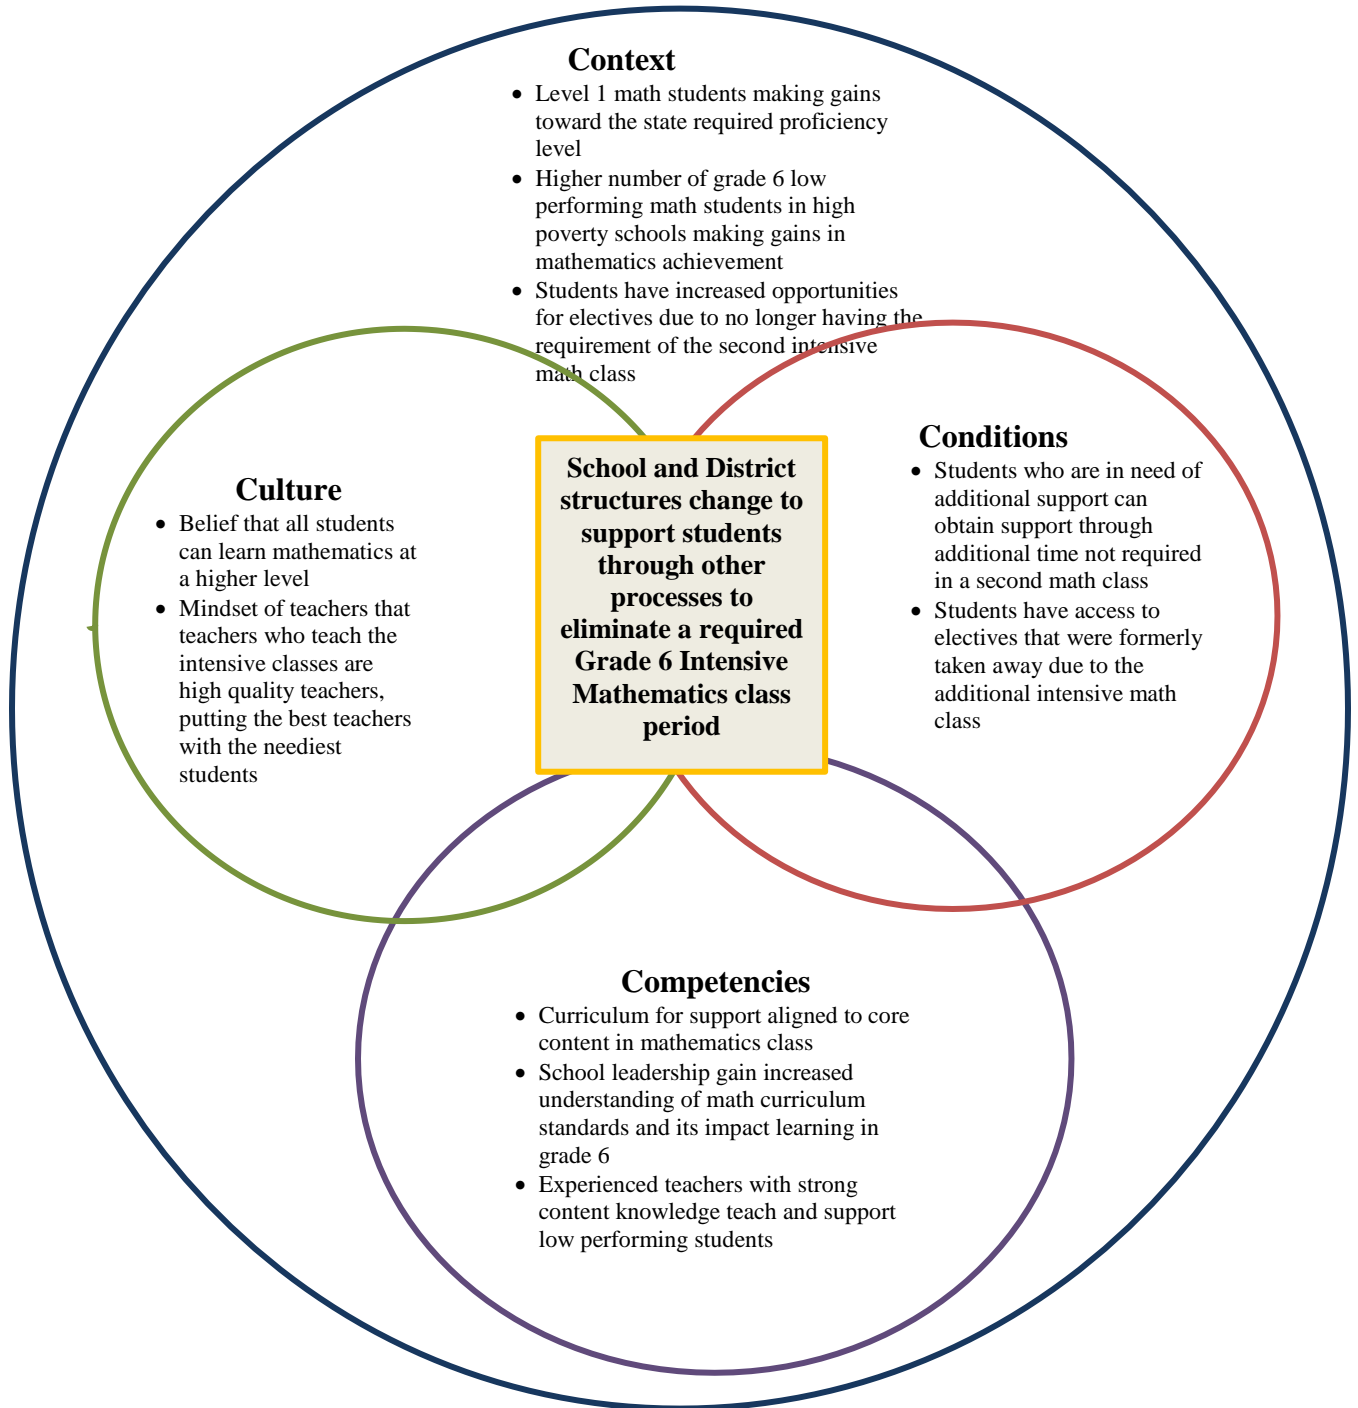 Context
• Level 1 math students making gains
toward the state required proficiency
level
• Higher number of grade 6 low
performing math students in high
poverty schools making gains in
mathematics achievement
• Students have increased opportunities
for electives due to no longer having the
requirement of the second intensive
math class
Culture
• Belief that all students
can learn mathematics at
a higher level
• Mindset of teachers that
teachers who teach the
intensive classes are
high quality teachers,
putting the best teachers
with the neediest
students
School and District
structures change to
support students
through other
processes to
eliminate a required
Grade 6 Intensive
Mathematics class
period
Conditions
• Students who are in need of
additional support can
obtain support through
additional time not required
in a second math class
• Students have access to
electives that were formerly
taken away due to the
additional intensive math
class
Competencies
• Curriculum for support aligned to core
content in mathematics class
• School leadership gain increased
understanding of math curriculum
standards and its impact learning in
grade 6
• Experienced teachers with strong
content knowledge teach and support
low performing students